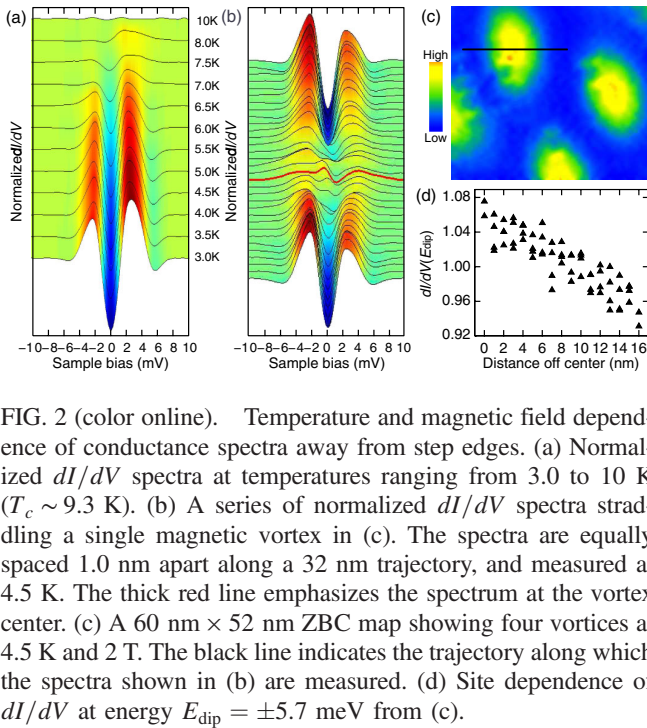 (a)
(b)
(c)
(d)
10K
8.0K
7.5K
7.0K
6.5K
6.0K
5.5K
5.0K
4.5K
4.0K
3.5K
3.0K
Normalized dI/dV
−10 −8 −6 −4 −2 0 2 4 6 8 10
Sample bias (mV)
Normalized dI/dV
−10 −8 −6 −4 −2 0 2 4 6 8 10
Sample bias (mV)
High
Low
1.08
1.04
1.00
0.96
0.92
dI/dV(Edip)
0 2 4 6 8 10 12 14 16
Distance off center (nm)
FIG. 2 (color online). Temperature and magnetic field depend-
ence of conductance spectra away from step edges. (a) Normal-
ized dI/dV spectra at temperatures ranging from 3.0 to 10 K
(Tc ∼ 9.3 K). (b) A series of normalized dI/dV spectra strad-
dling a single magnetic vortex in (c). The spectra are equally
spaced 1.0 nm apart along a 32 nm trajectory, and measured a
4.5 K. The thick red line emphasizes the spectrum at the vortex
center. (c) A 60 nm × 52 nm ZBC map showing four vortices a
4.5 K and 2 T. The black line indicates the trajectory along which
the spectra shown in (b) are measured. (d) Site dependence of
dI/dV at energy Edip = ±5.7 meV from (c).